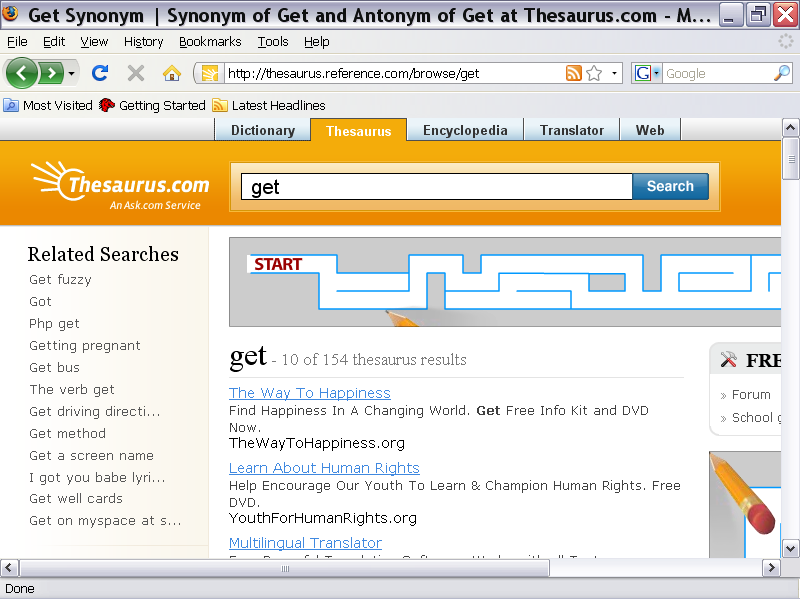 Get Synonym | Synonym of Get and Antonym of Get at Thesaurus.com - M...
File Edit View History Bookmarks Tools Help
http://thesaurus.reference.com/browse/get
G Google
Most Visited Getting Started Latest Headlines
Dictionary Thesaurus Encyclopedia Translator Web
Thesaurus.com
An Ask.com Service
get Search
Related Searches
Get fuzzy
Got
Php get
Getting pregnant
Get bus
The verb get
Get driving directi...
Get method
Get a screen name
I got you babe lyri...
Get well cards
Get on myspace at s...
START
get - 10 of 154 thesaurus results
The Way To Happiness
Find Happiness In A Changing World. Get Free Info Kit and DVD
Now.
TheWayToHappiness.org
Learn About Human Rights
Help Encourage Our Youth To Learn & Champion Human Rights. Free
DVD.
YouthForHumanRights.org
Multilingual Translator
FRE
» Forum
» School
Done